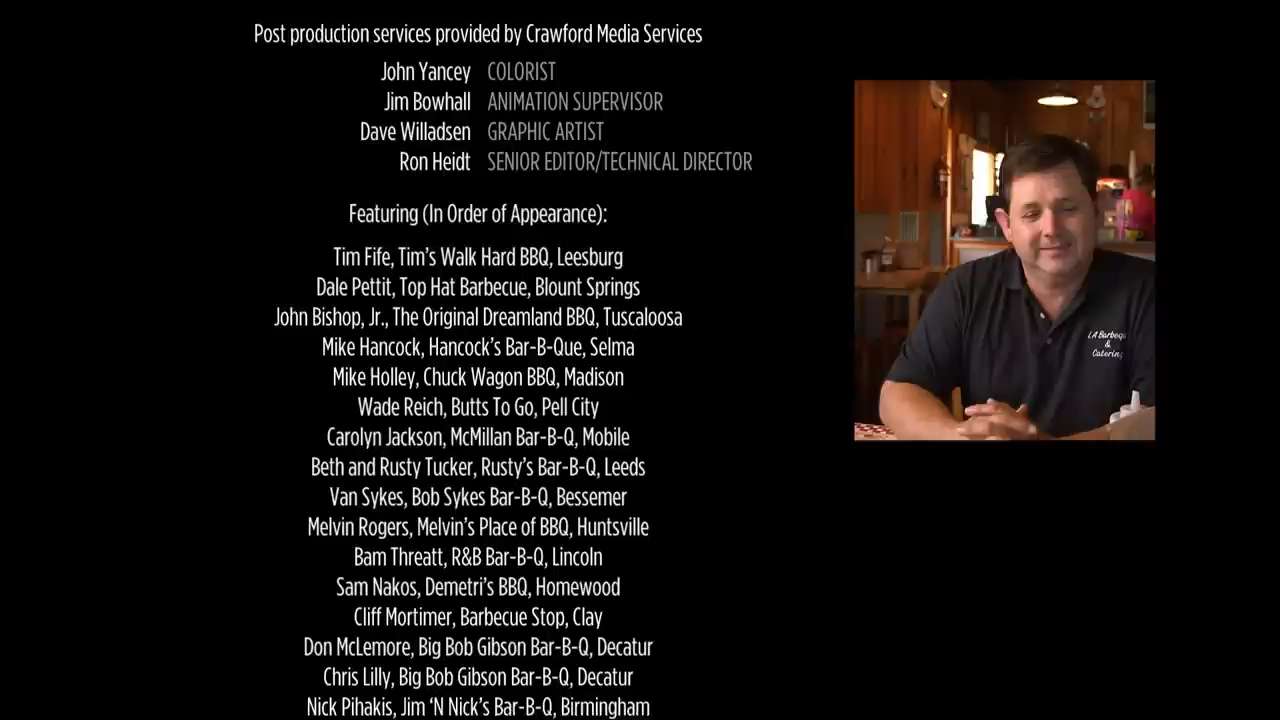 Post production services provided by Crawford Media Services
John Yancey COLORIST
Jim Bowhall ANIMATION SUPERVISOR
Dave Willadsen GRAPHIC ARTIST
Ron Heidt SENIOR EDITOR/TECHNICAL DIRECTOR
Featuring (In Order of Appearance):
Tim Fife, Tim's Walk Hard BBQ, Leesburg
Dale Pettit, Top Hat Barbecue, Blount Springs
John Bishop, Jr., The Original Dreamland BBQ, Tuscaloosa
Mike Hancock, Hancock's Bar-B-Que, Selma
Mike Holley, Chuck Wagon BBQ, Madison
Wade Reich, Butts To Go, Pell City
Carolyn Jackson, McMillan Bar-B-Q, Mobile
Beth and Rusty Tucker, Rusty's Bar-B-Q, Leeds
Van Sykes, Bob Sykes Bar-B-Q, Bessemer
Melvin Rogers, Melvin's Place of BBQ, Huntsville
Bam Threatt, R&B Bar-B-Q, Lincoln
Sam Nakos, Demetri's BBQ, Homewood
Cliff Mortimer, Barbecue Stop, Clay
Don McLemore, Big Bob Gibson Bar-B-Q, Decatur
Chris Lilly, Big Bob Gibson Bar-B-Q, Decatur
Nick Pihakis, Jim ‘N Nick's Bar-B-Q, Birmingham
LA
&
Catering